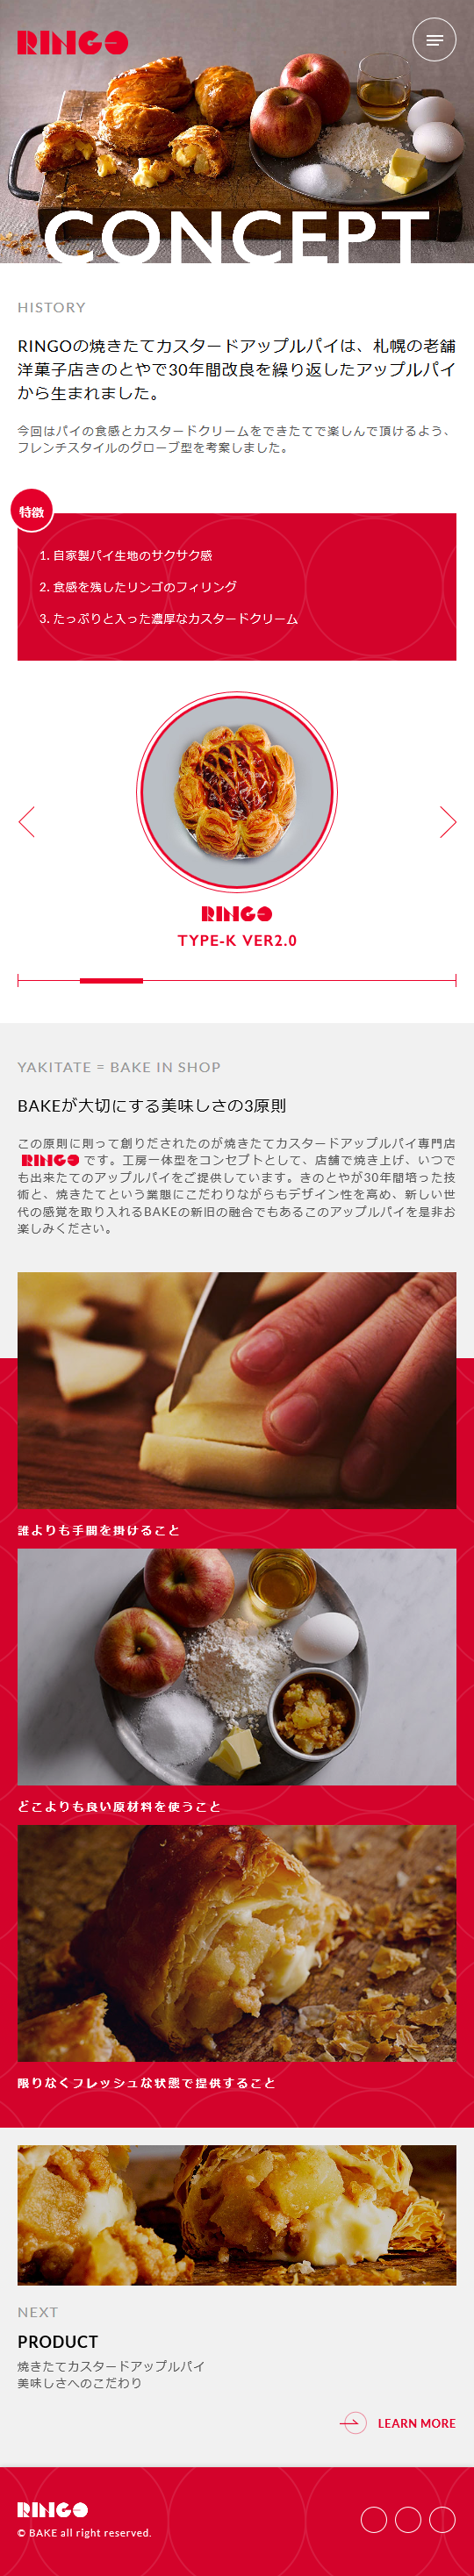 RINGO
CONCEPT
HISTORY
RINGOの焼きたてカスタードアップルパイは、札幌の老舗
洋菓子店きのとやで30年間改良を繰り返したアップルパイ
から生まれました。
今回はパイの食感とカスタードクリームをできたてで楽しんで頂けるよう、
フレンチスタイルのグローブ型を考案しました。
特徴
1. 自家製パイ生地のサクサク感
2. 食感を残したリンゴのフィリング
3. たっぷりと入った濃厚なカスタードクリーム
RINGO
TYPE-K VER2.0
YAKITATE = BAKE IN SHOP
BAKEが大切にする美味しさの3原則
この原則に則って創りだされたのが焼きたてカスタードアップルパイ専門店
RINGO です。工房一体型をコンセプトとして、店舗で焼き上げ、いつで
も出来たてのアップルパイをご提供しています。きのとやが30年間培った技
術と、焼きたてという業態にこだわりながらもデザイン性を高め、新しい世
代の感覚を取り入れるBAKEの新旧の融合でもあるこのアップルパイを是非お
楽しみください。
誰よりも手間を掛けること
どこよりも良い原材料を使うこと
限りなくフレッシュな状態で提供すること
NEXT
PRODUCT
焼きたてカスタードアップルパイ
美味しさへのこだわり
LEARN MORE
RINGO
© BAKE all right reserved.